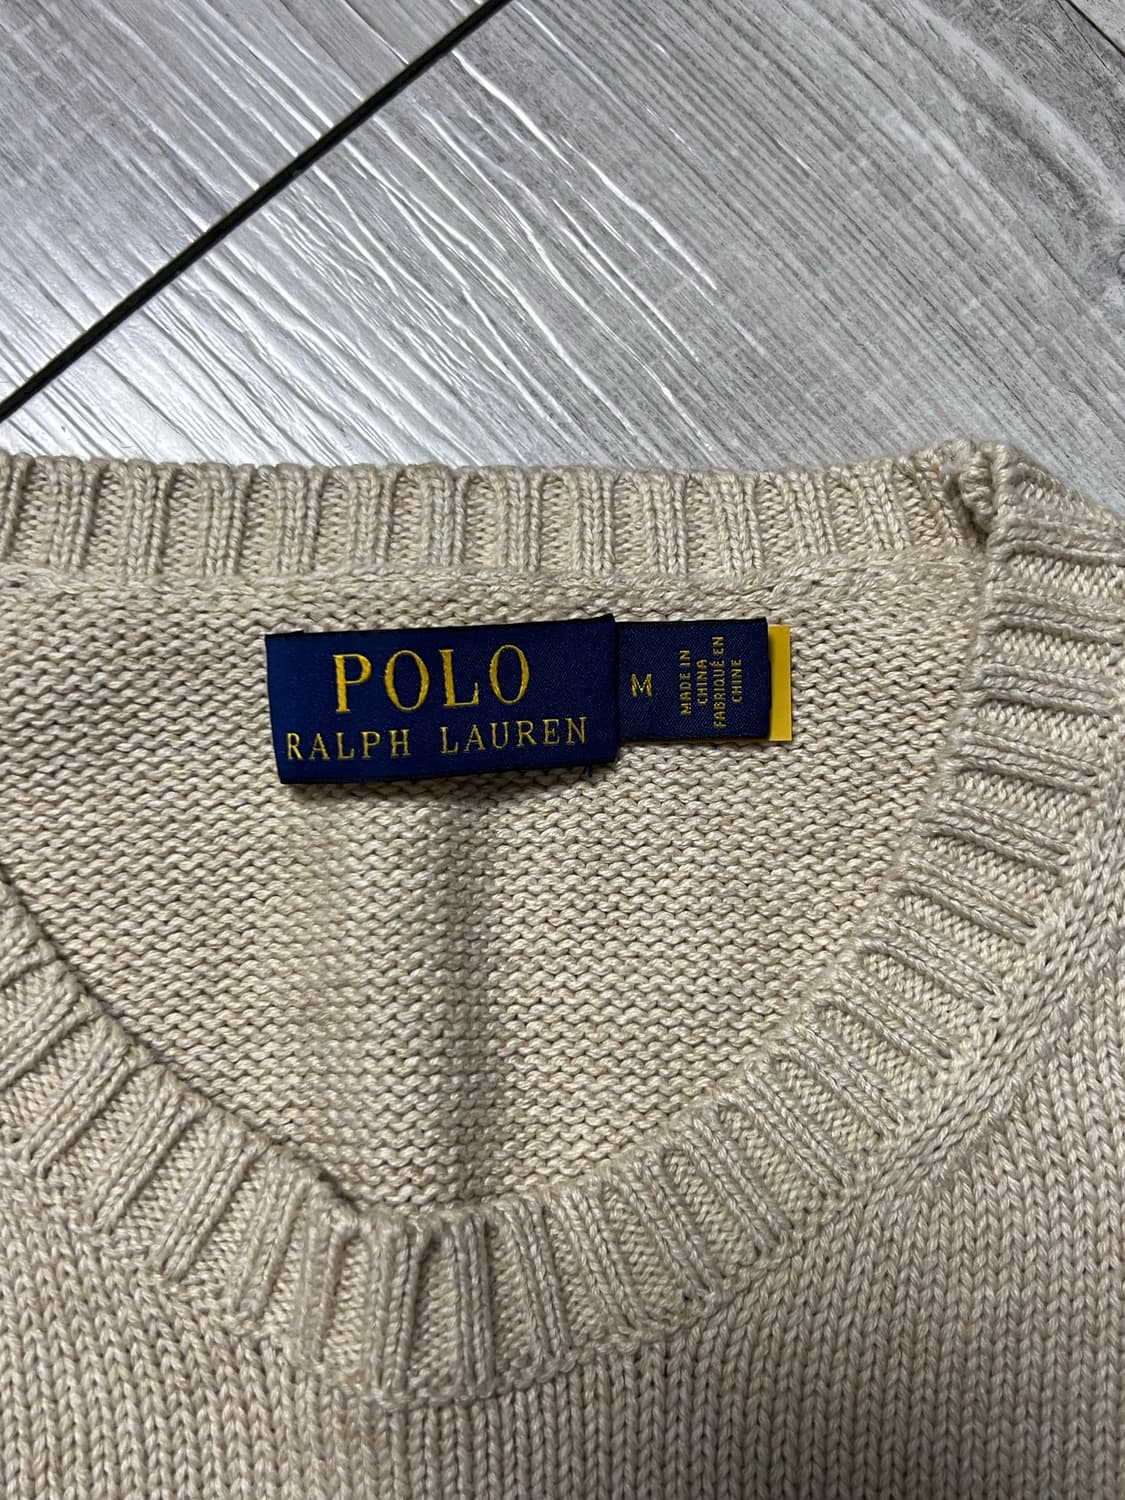 POLO
RALPH LAUREN
M
MADE IN
CHINA
FABRIQUÉ EN
CHINE